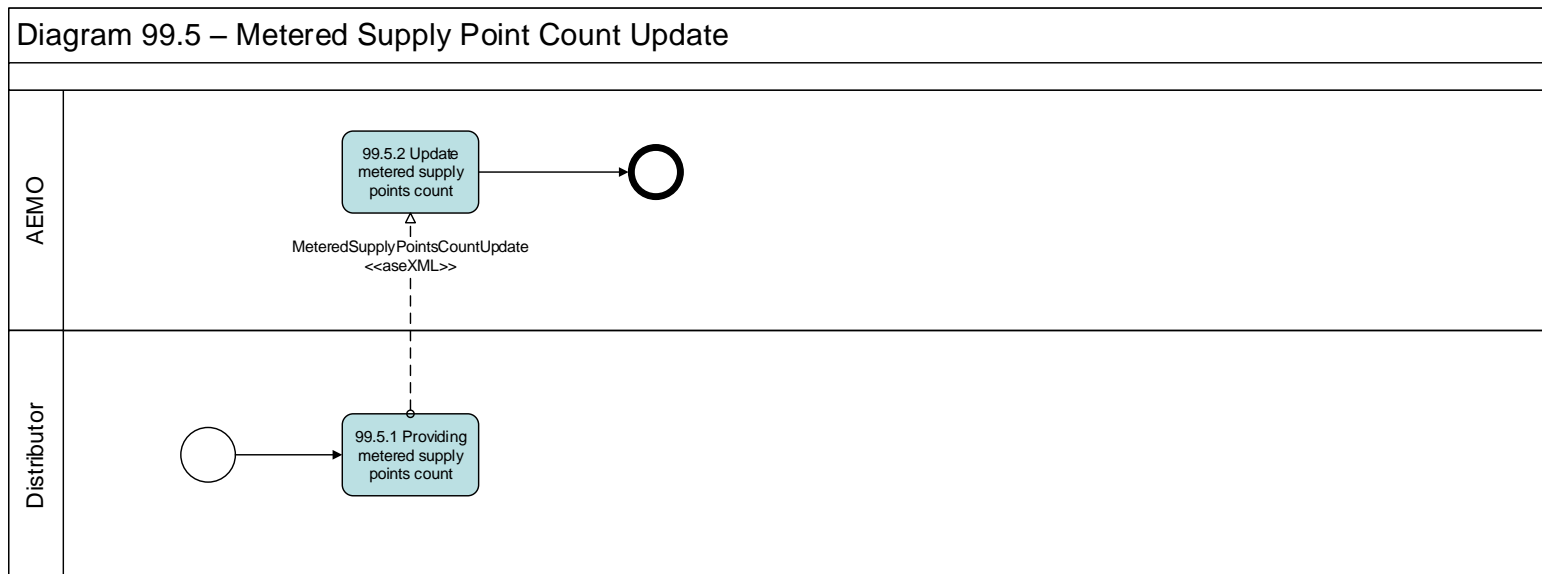 Diagram 99.5 – Metered Supply Point Count Update
AEMO
99.5.2 Update
metered supply
points count
MeteredSupplyPointsCountUpdate
<<aseXML>>
Distributor
99.5.1 Providing
metered supply
points count